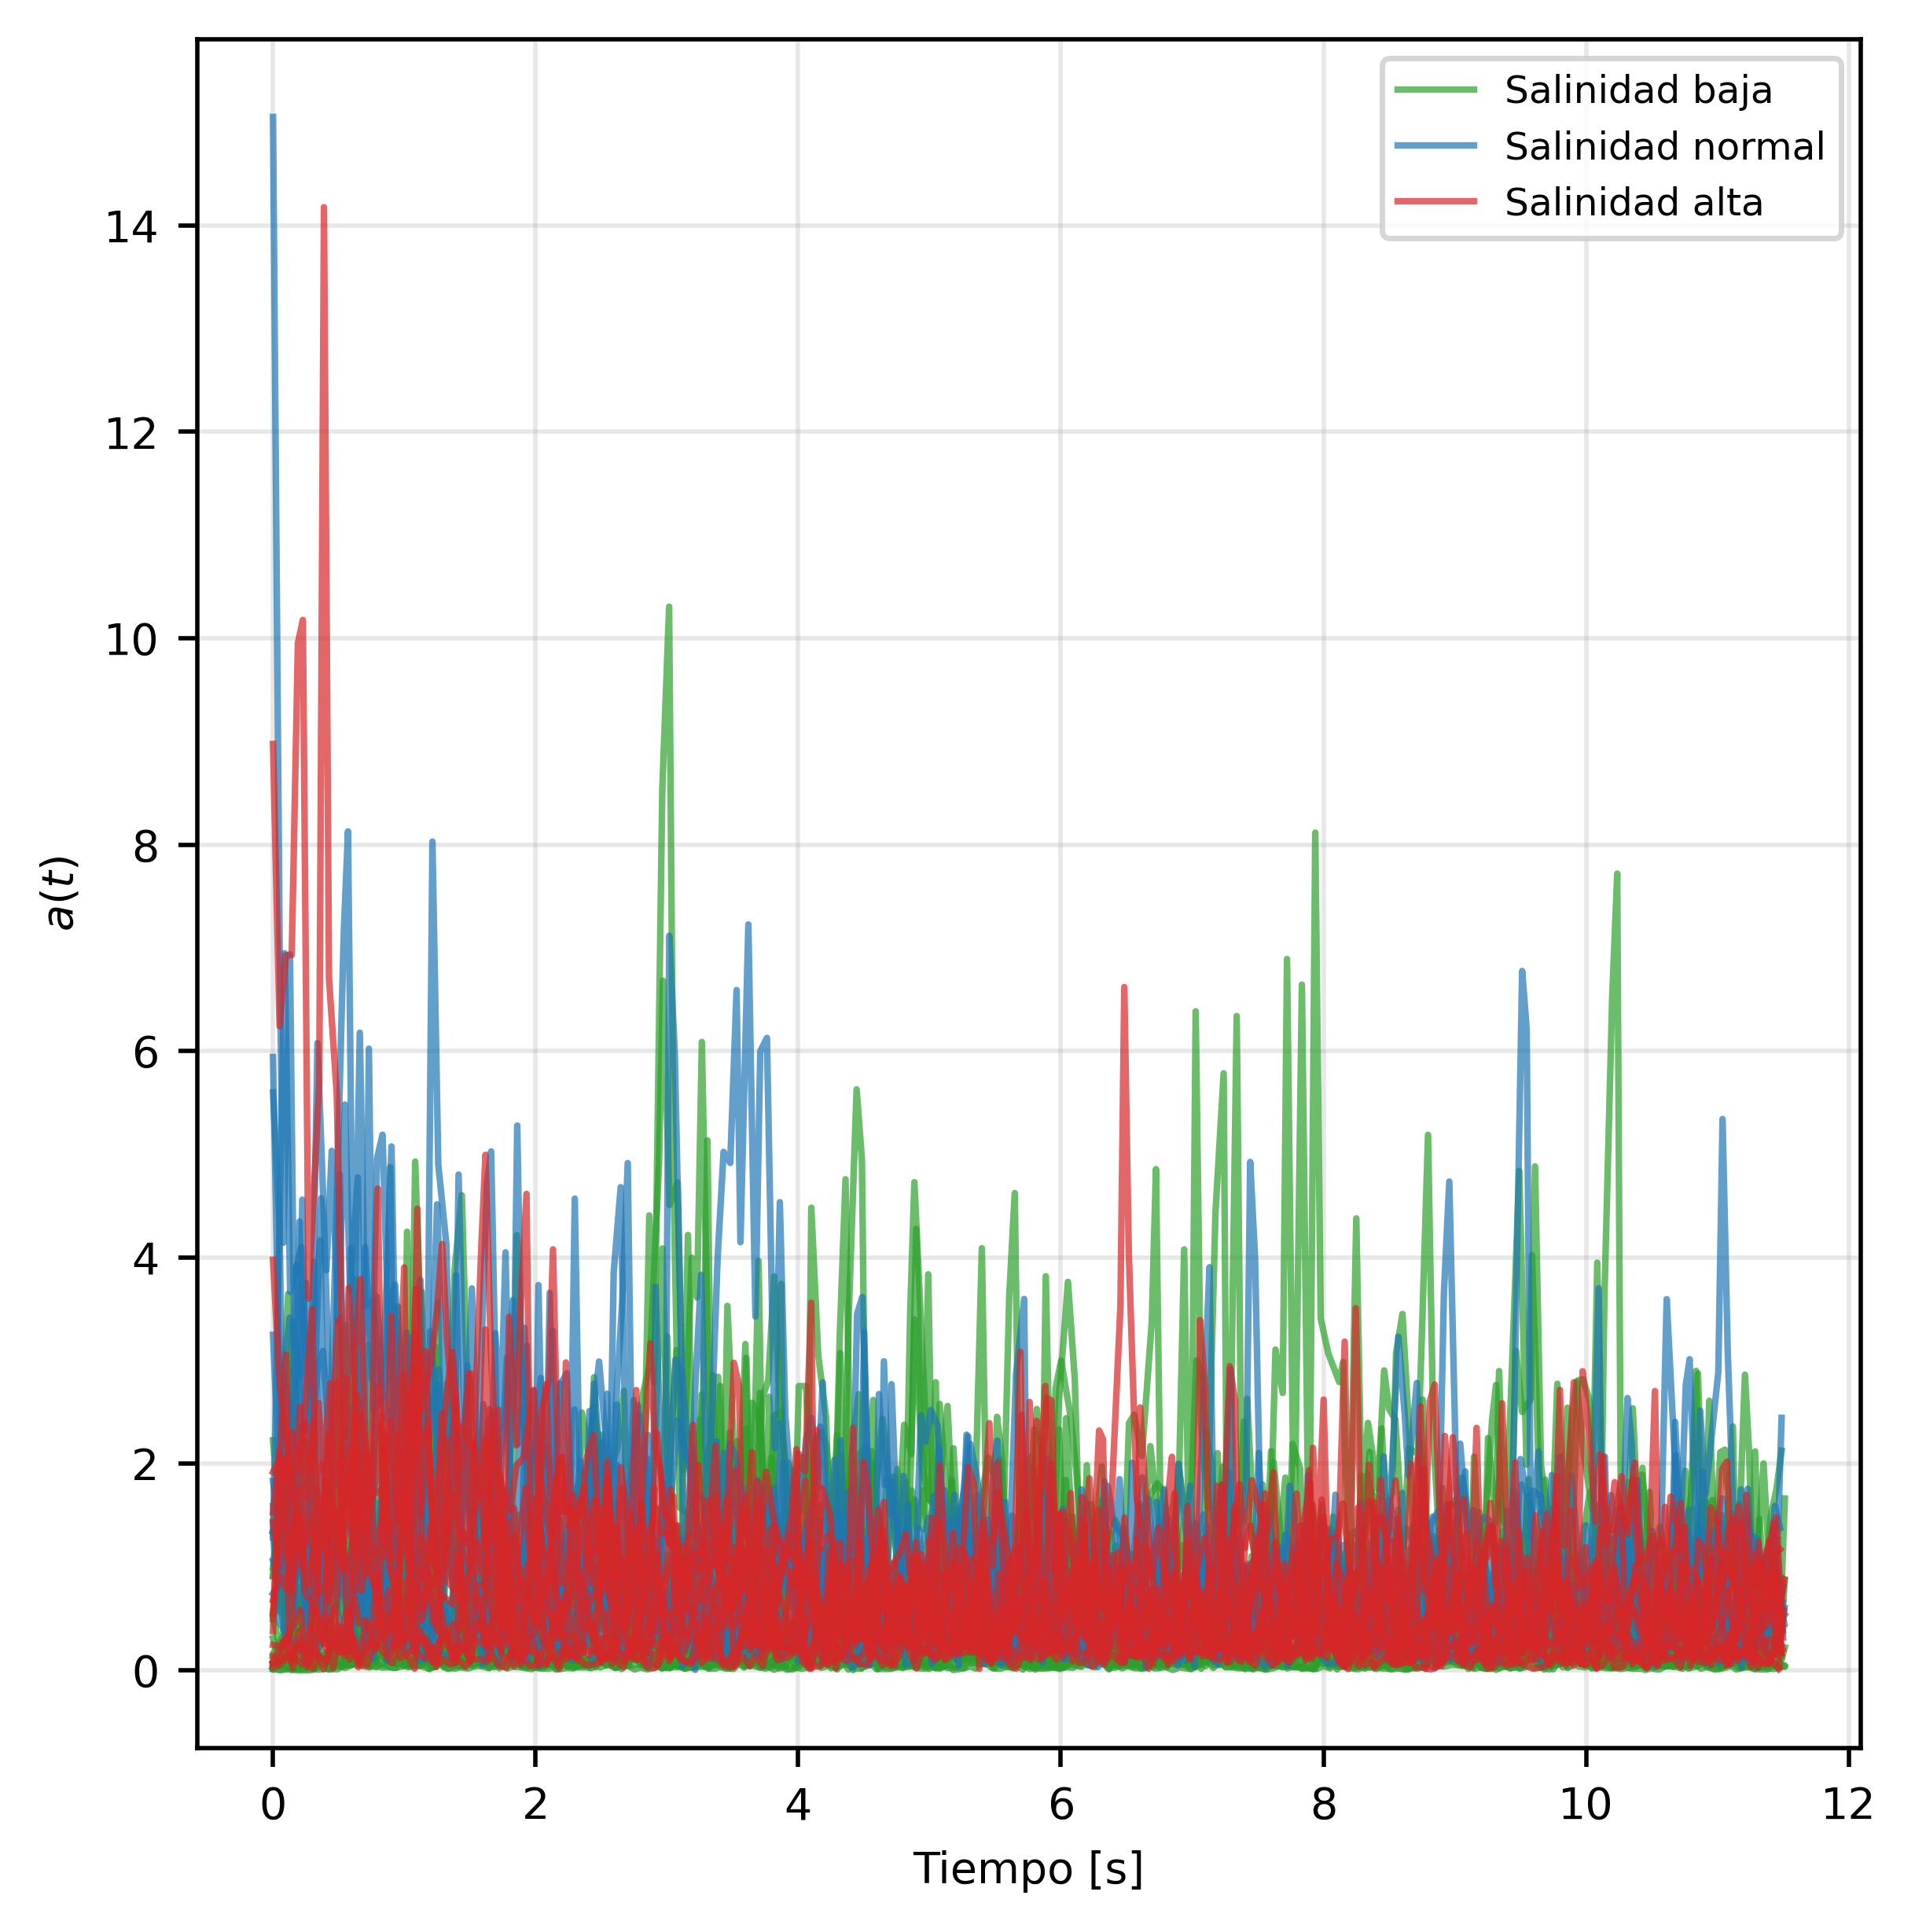 Salinidad baja
Salinidad normal
Salinidad alta
14
12
10
8
6
4
2
0
a(t)
0 2 4 6 8 10 12
Tiempo [s]